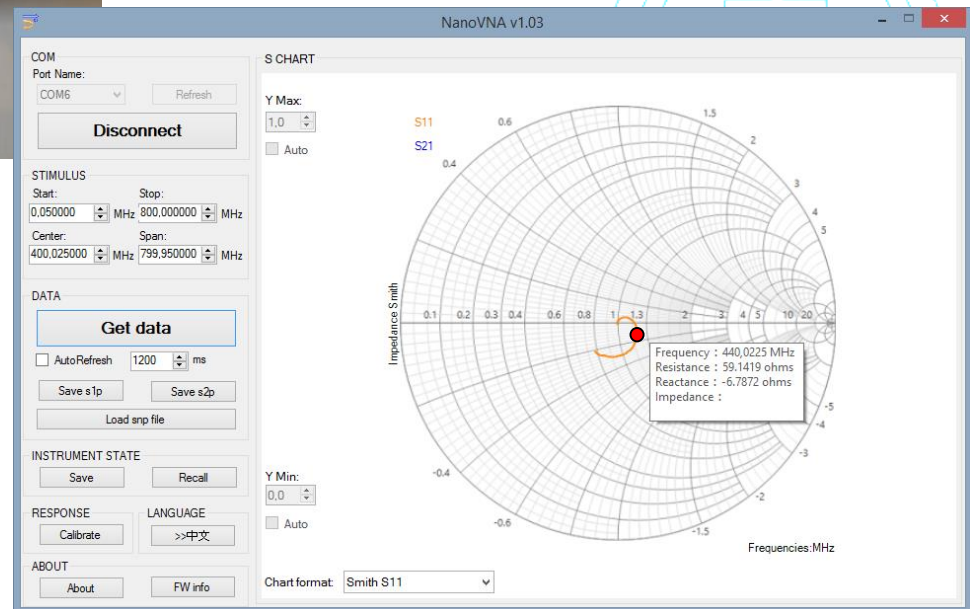 NanoVNA v1.03
COM
Port Name:
COM6
Refresh
Disconnect
STIMULUS
Start: Stop:
0,050000 MHz 800,000000 MHz
Center: Span:
400,025000 MHz 799,950000 MHz
DATA
Get data
AutoRefresh 1200 ms
Save s1p Save s2p
Load snp file
INSTRUMENT STATE
Save Recall
RESPONSE LANGUAGE
Calibrate >>中文
ABOUT
About FW info
S CHART
Y Max:
1,0
Auto
S11
S21
0.6
0.4
1.5
2
3
4
5
Impedance Smith
0.1 0.2 0.3 0.4 0.6 0.8 1 1.3 2 3 4 5 10 20
Frequency : 440,0225 MHz
Resistance : 59.1419 ohms
Reactance : -6.7872 ohms
Impedance :
-5
-4
-3
-2
-1.5
-0.4
-0.6
Y Min:
0,0
Auto
Frequencies:MHz
Chart format: Smith S11